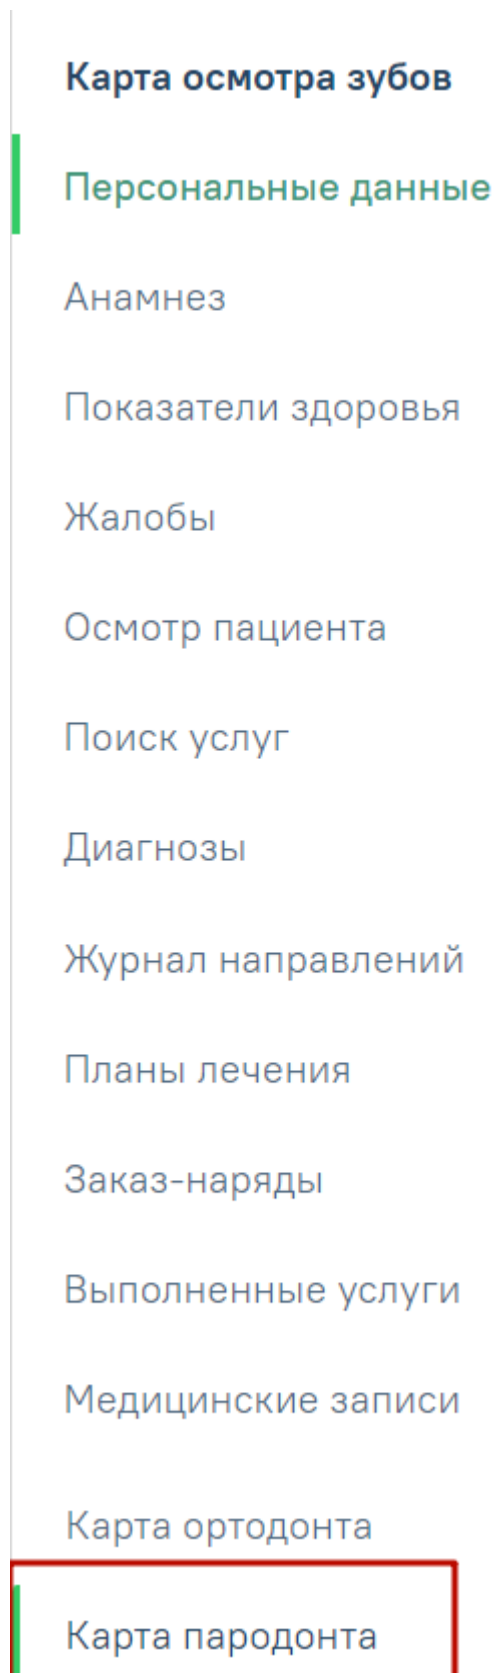 Карта осмотра зубов
Персональные данные
Анамнез
Показатели здоровья
Жалобы
Осмотр пациента
Поиск услуг
Диагнозы
Журнал направлений
Планы лечения
Заказ-наряды
Выполненные услуги
Медицинские записи
Карта ортодонта
Карта пародонта